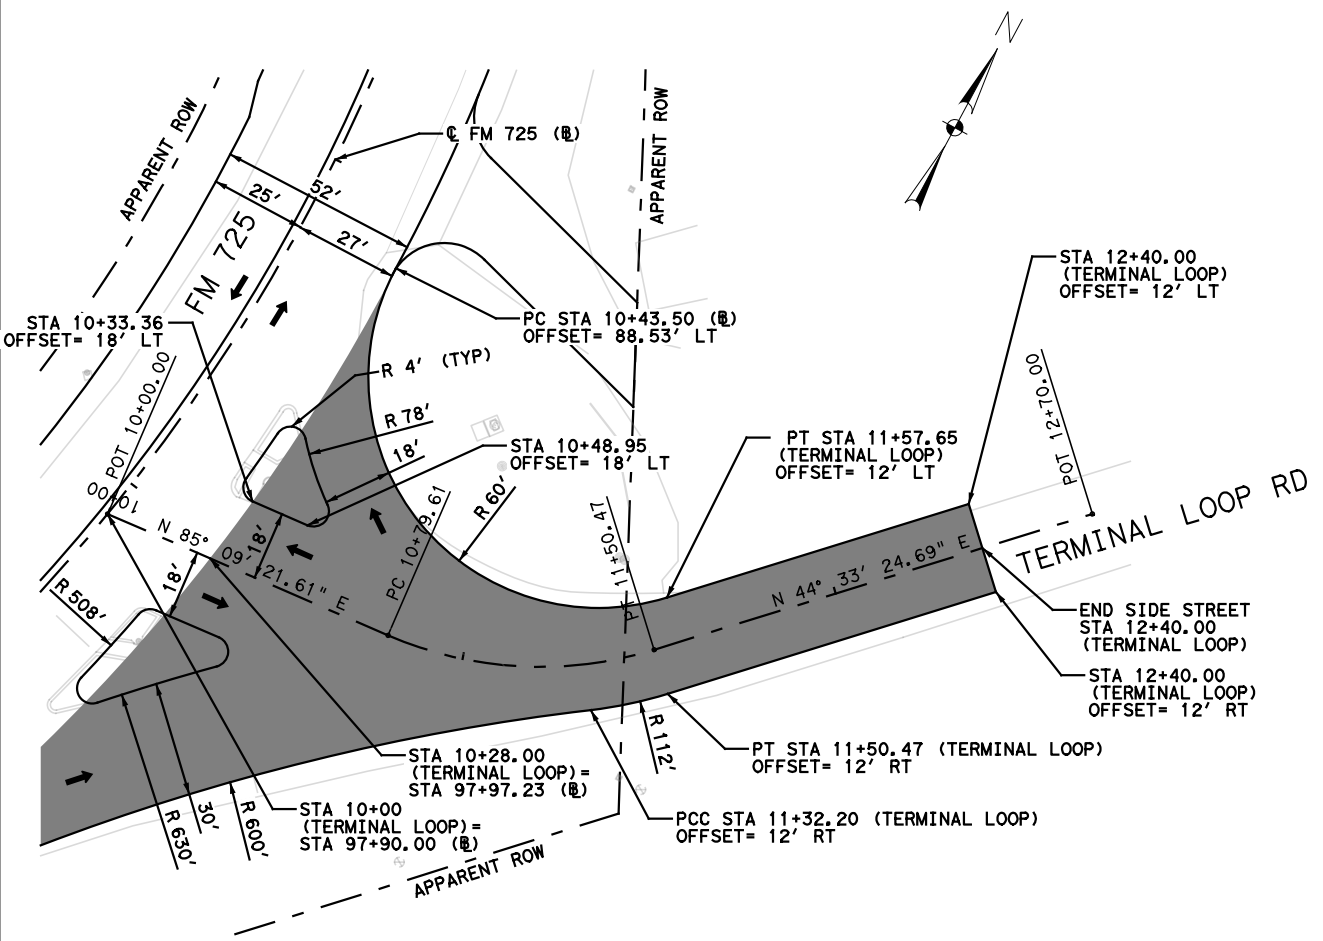 N
APPARENT ROW
℄ FM 725 (℄B)
APPARENT ROW
52'
25'
27'
FM 725
STA 12+40.00
(TERMINAL LOOP)
OFFSET= 12' LT
STA 10+33.36
OFFSET= 18' LT
PC STA 10+43.50 (BL)
OFFSET= 88.53' LT
R 4' (TYP)
POT 10+00.00
POT 12+70.00
R 78'
18'
STA 10+48.95
OFFSET= 18' LT
PT STA 11+57.65
(TERMINAL LOOP)
OFFSET= 12' LT
10+00
R 60'
PC 10+79.61
PT 11+50.47
TERMINAL LOOP RD
N 85° 09' 21.61" E
18'
18'
N 44° 33' 24.69" E
R 508'
END SIDE STREET
STA 12+40.00
(TERMINAL LOOP)
STA 12+40.00
(TERMINAL LOOP)
OFFSET= 12' RT
R 112'
PT STA 11+50.47 (TERMINAL LOOP)
OFFSET= 12' RT
STA 10+28.00
(TERMINAL LOOP)=
STA 97+97.23 (BL)
R 630'
30'
R 600'
STA 10+00
(TERMINAL LOOP)=
STA 97+90.00 (BL)
PCC STA 11+32.20 (TERMINAL LOOP)
OFFSET= 12' RT
APPARENT ROW